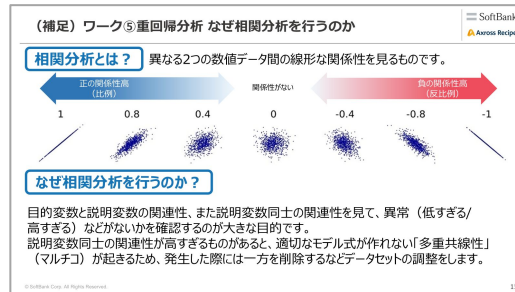 （補足）ワーク⑤重回帰分析 なぜ相関分析を行うのか
SoftBank
Axross Recipe
相関分析とは？ 異なる2つの数値データ間の線形な関係性を見るものです。
正の関係性高
（比例）
関係性がない
負の関係性高
（反比例）
1 0.8 0.4 0 -0.4 -0.8 -1
なぜ相関分析を行うのか？
目的変数と説明変数の関連性、また説明変数同士の関連性を見て、異常（低すぎる/
高すぎる）などがないかを確認するのが大きな目的です。
説明変数同士の関連性が高すぎるものがあると、適切なモデル式が作れない「多重共線性」
（マルチコ）が起きるため、発生した際には一方を削除するなどデータセットの調整をします。
© SoftBank Corp. All Rights Reserved.